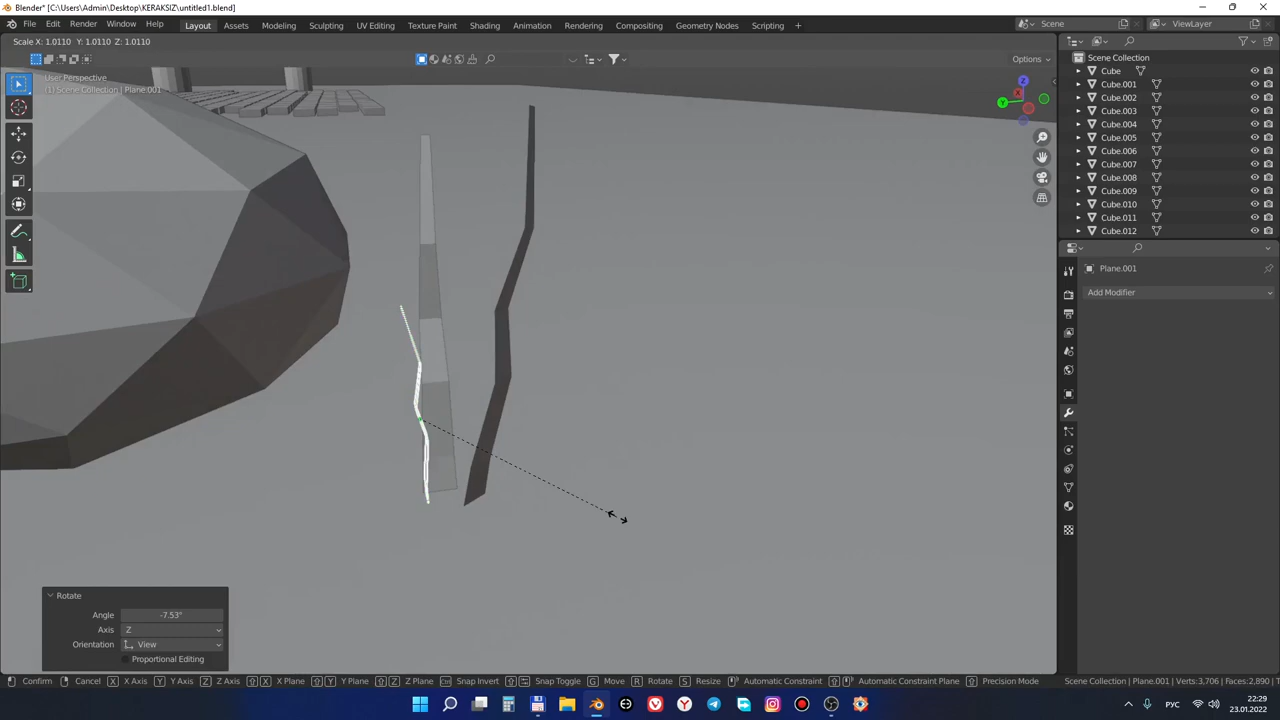 Blender* [C:\Users\Admin\Desktop\KERAKSIZ\untitled1.blend]
File Edit Render Window Help Layout Assets Modeling Sculpting UV Editing Texture Paint Shading Animation Rendering Compositing Geometry Nodes Scripting + Scene ViewLayer
Scale X: 1.0110 Y: 1.0110 Z: 1.0110
Options
User Perspective
(1) Scene Collection | Plane.001
Scene Collection
Cube
Cube.001
Cube.002
Cube.003
Cube.004
Cube.005
Cube.006
Cube.007
Cube.008
Cube.009
Cube.010
Cube.011
Cube.012
Z
Y
X
Plane.001
Add Modifier
Rotate
Angle -7.53°
Axis Z
Orientation View
Proportional Editing
Confirm Cancel X X Axis Y Y Axis Z Z Axis X X Plane Y Y Plane Z Z Plane Snap Invert Snap Toggle G Move R Rotate S Resize Automatic Constraint Automatic Constraint Plane Precision Mode Scene Collection | Plane.001 | Verts:3,706 | Faces:2,890 | T
РУС
22:29
23.01.2022